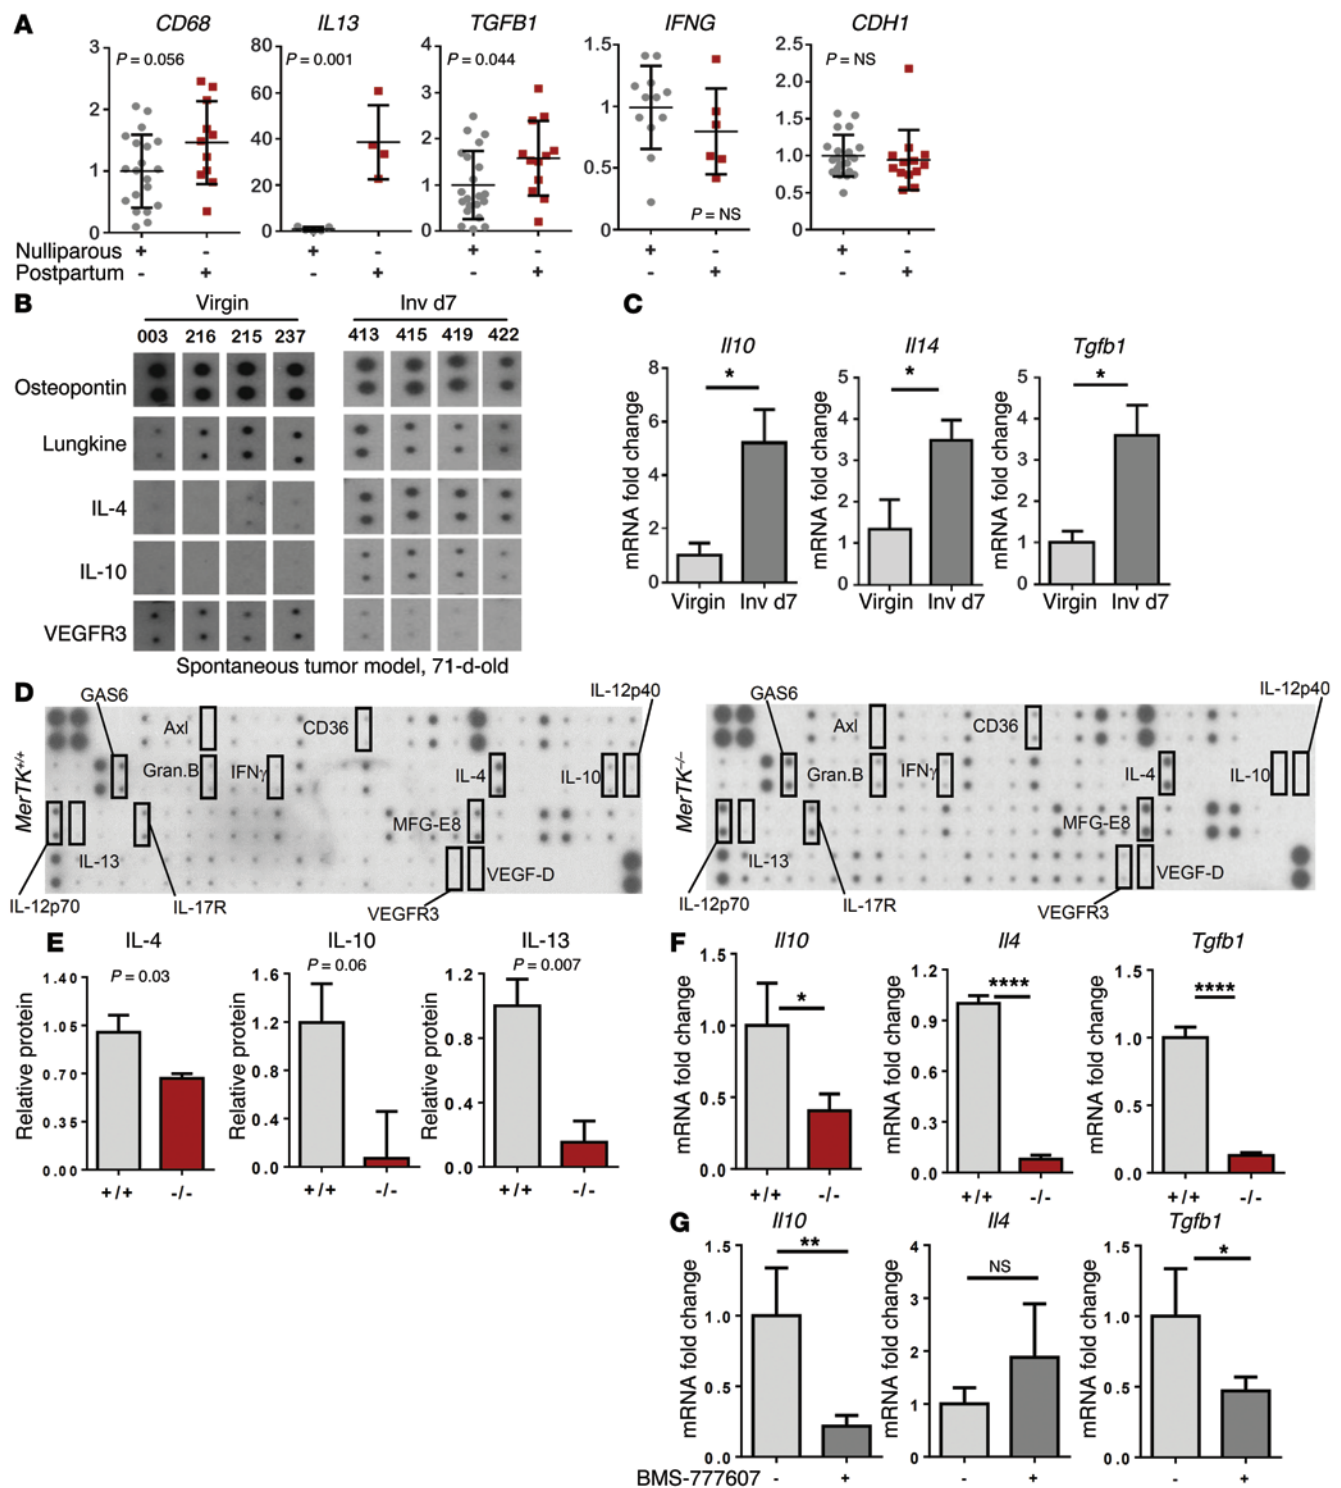 A
CD68
IL13
TGFB1
IFNG
CDH1
P = 0.056
P = 0.001
P = 0.044
P = NS
P = NS
3
2
1
0
80
60
40
20
0
4
3
2
1
0
1.5
1
0.5
0
2.5
2.0
1.5
1.0
0.5
0
Nulliparous + - + - + - + - + -
Postpartum - + - + - + - + - +
B
Virgin
Inv d7
003 216 215 237 413 415 419 422
Osteopontin
Lungkine
IL-4
IL-10
VEGFR3
Spontaneous tumor model, 71-d-old
C
Il10
Il14
Tgfb1
mRNA fold change
8
6
4
2
0
*
Virgin Inv d7
mRNA fold change
5
4
3
2
1
0
*
Virgin Inv d7
mRNA fold change
5
4
3
2
1
0
*
Virgin Inv d7
D
MerTK+/+
GAS6
Axl
CD36
IL-12p40
Gran.B
IFNγ
IL-4
IL-10
MFG-E8
IL-13
VEGF-D
IL-12p70
IL-17R
VEGFR3
MerTK-/-
GAS6
Axl
CD36
IL-12p40
Gran.B
IFNγ
IL-4
IL-10
MFG-E8
IL-13
VEGF-D
IL-12p70
IL-17R
VEGFR3
E
IL-4
P = 0.03
Relative protein
1.40
1.05
0.70
0.35
0.00
+/+ -/-
IL-10
P = 0.06
Relative protein
1.6
1.2
0.8
0.4
0.0
+/+ -/-
IL-13
P = 0.007
Relative protein
1.2
0.8
0.4
0.0
+/+ -/-
F
Il10
mRNA fold change
1.5
1.0
0.5
0.0
*
+/+ -/-
Il4
mRNA fold change
1.2
0.9
0.6
0.3
0.0
****
+/+ -/-
Tgfb1
mRNA fold change
1.5
1.0
0.5
0.0
****
+/+ -/-
G
Il10
mRNA fold change
1.5
1.0
0.5
0.0
**
Il4
mRNA fold change
4
3
2
1
0
NS
Tgfb1
mRNA fold change
1.5
1.0
0.5
0.0
*
BMS-777607 - + - + - +